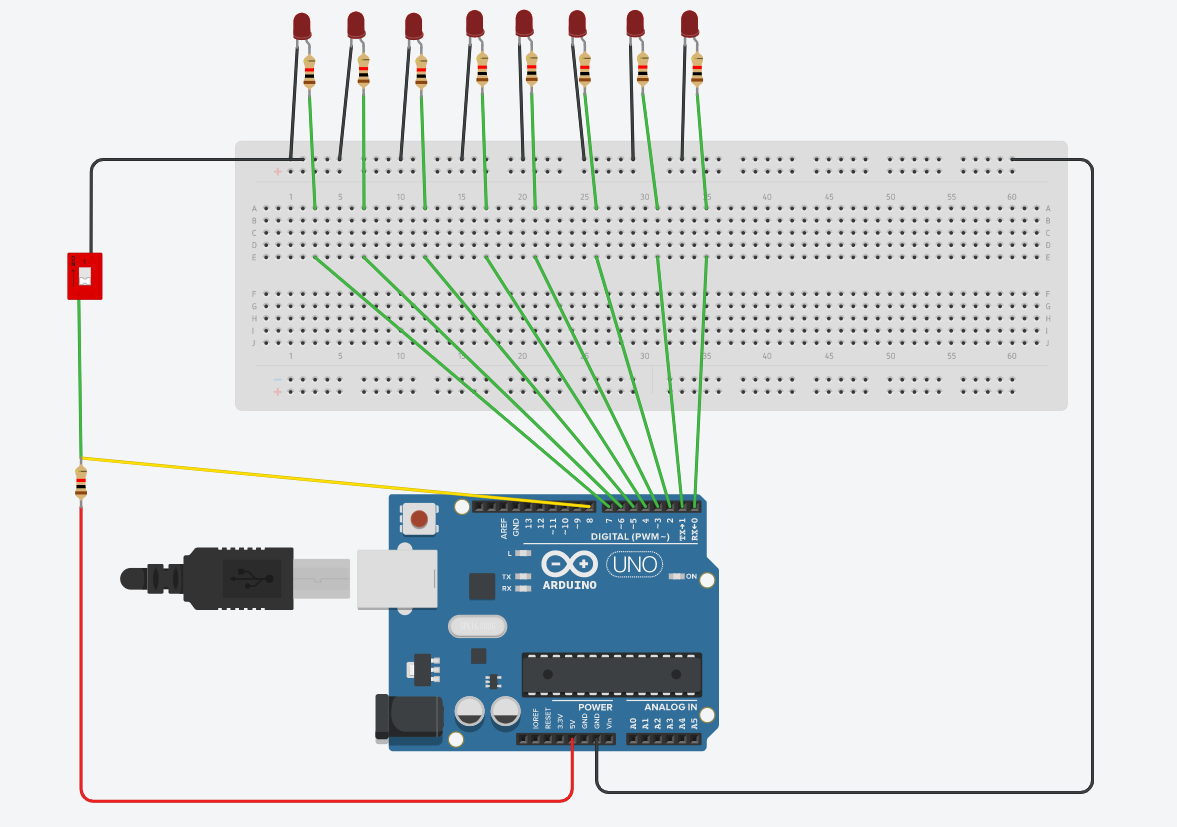 +
1 5 10 15 20 25 30 35 40 45 50 55 60
A A
B B
C C
D D
E E
F F
G G
H H
I I
J J
1 5 10 15 20 25 30 35 40 45 50 55 60
−
+
AREF GND 13 12 ~11 ~10 ~9 8 7 ~6 ~5 4 ~3 2 TX→1 RX←0
DIGITAL (PWM~)
L
TX
RX
UNO
ON
ARDUINO
POWER ANALOG IN
IOREF RESET 3.3V 5V GND GND Vin A0 A1 A2 A3 A4 A5